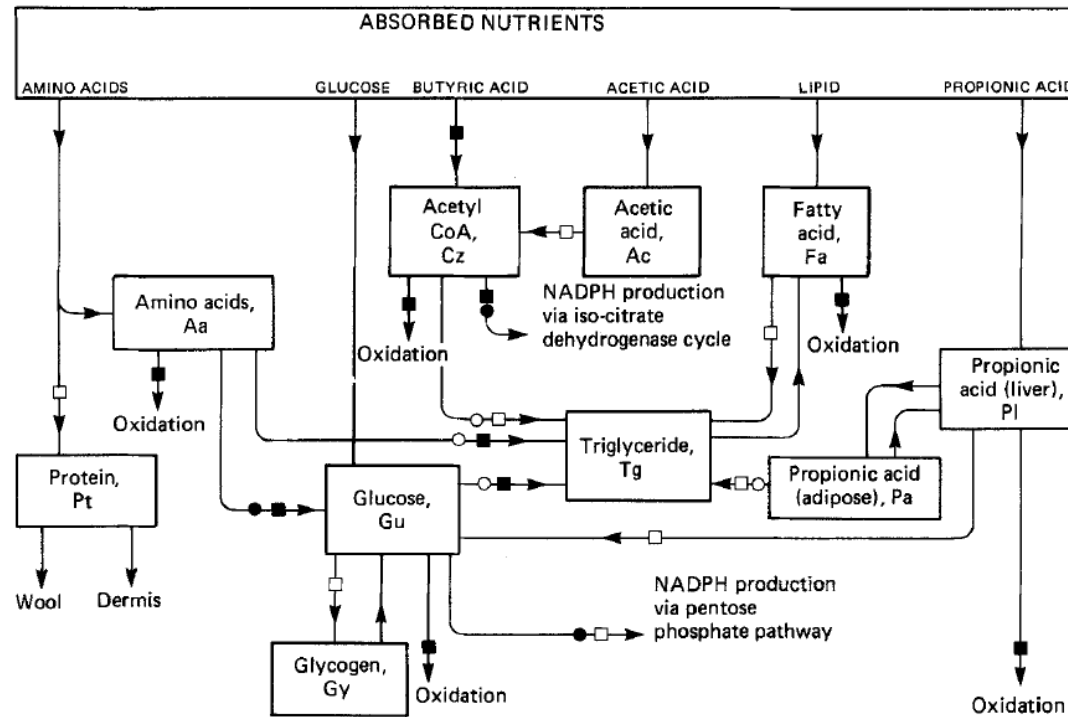 ABSORBED NUTRIENTS
AMINO ACIDS
GLUCOSE
BUTYRIC ACID
ACETIC ACID
LIPID
PROPIONIC ACID
Acetyl
CoA,
Cz
Acetic
acid,
Ac
Fatty
acid,
Fa
Amino acids,
Aa
Oxidation
NADPH production
via iso-citrate
dehydrogenase cycle
Oxidation
Propionic
acid (liver),
Pl
Oxidation
Protein,
Pt
Glucose,
Gu
Triglyceride,
Tg
Propionic acid
(adipose), Pa
Wool
Dermis
NADPH production
via pentose
phosphate pathway
Glycogen,
Gy
Oxidation
Oxidation